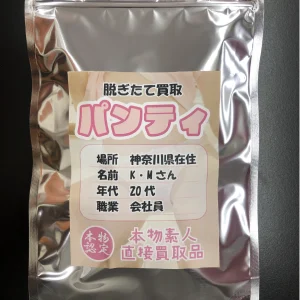 脱ぎたて買取
パンティ
場所 神奈川県在住
名前 K・Mさん
年代 20代
職業 会社員
本物
認定
本物素人
直接買取品